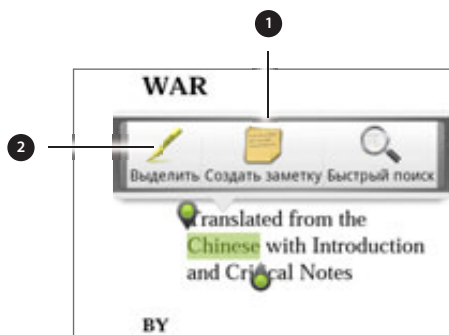 1
WAR
2
Выделить Создать заметку Быстрый поиск
Translated from the
Chinese with Introduction
and Critical Notes
BY